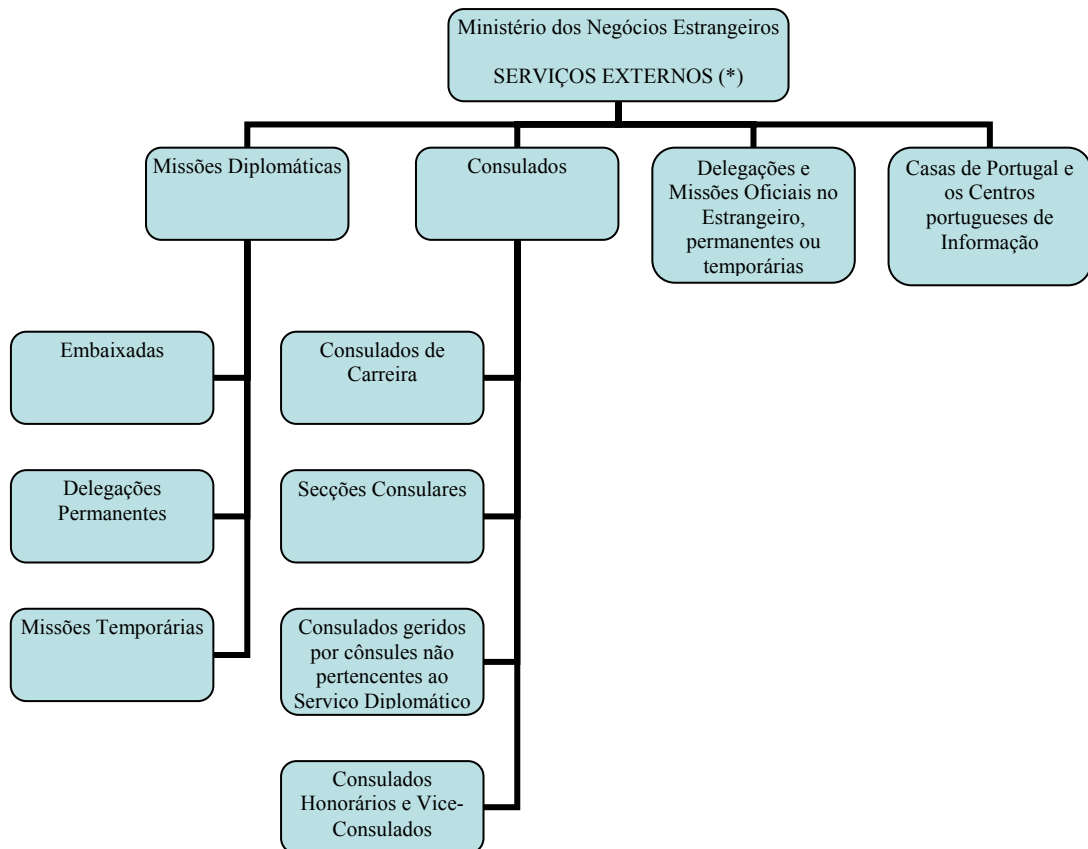 Ministério dos Negócios Estrangeiros
SERVIÇOS EXTERNOS (*)
Missões Diplomáticas
Consulados
Delegações e
Missões Oficiais no
Estrangeiro,
permanentes ou
temporárias
Casas de Portugal e
os Centros
portugueses de
Informação
Embaixadas
Consulados de
Carreira
Delegações
Permanentes
Secções Consulares
Missões Temporárias
Consulados geridos
por cônsules não
pertencentes ao
Serviço Diplomático
Consulados
Honorários e Vice-
Consulados